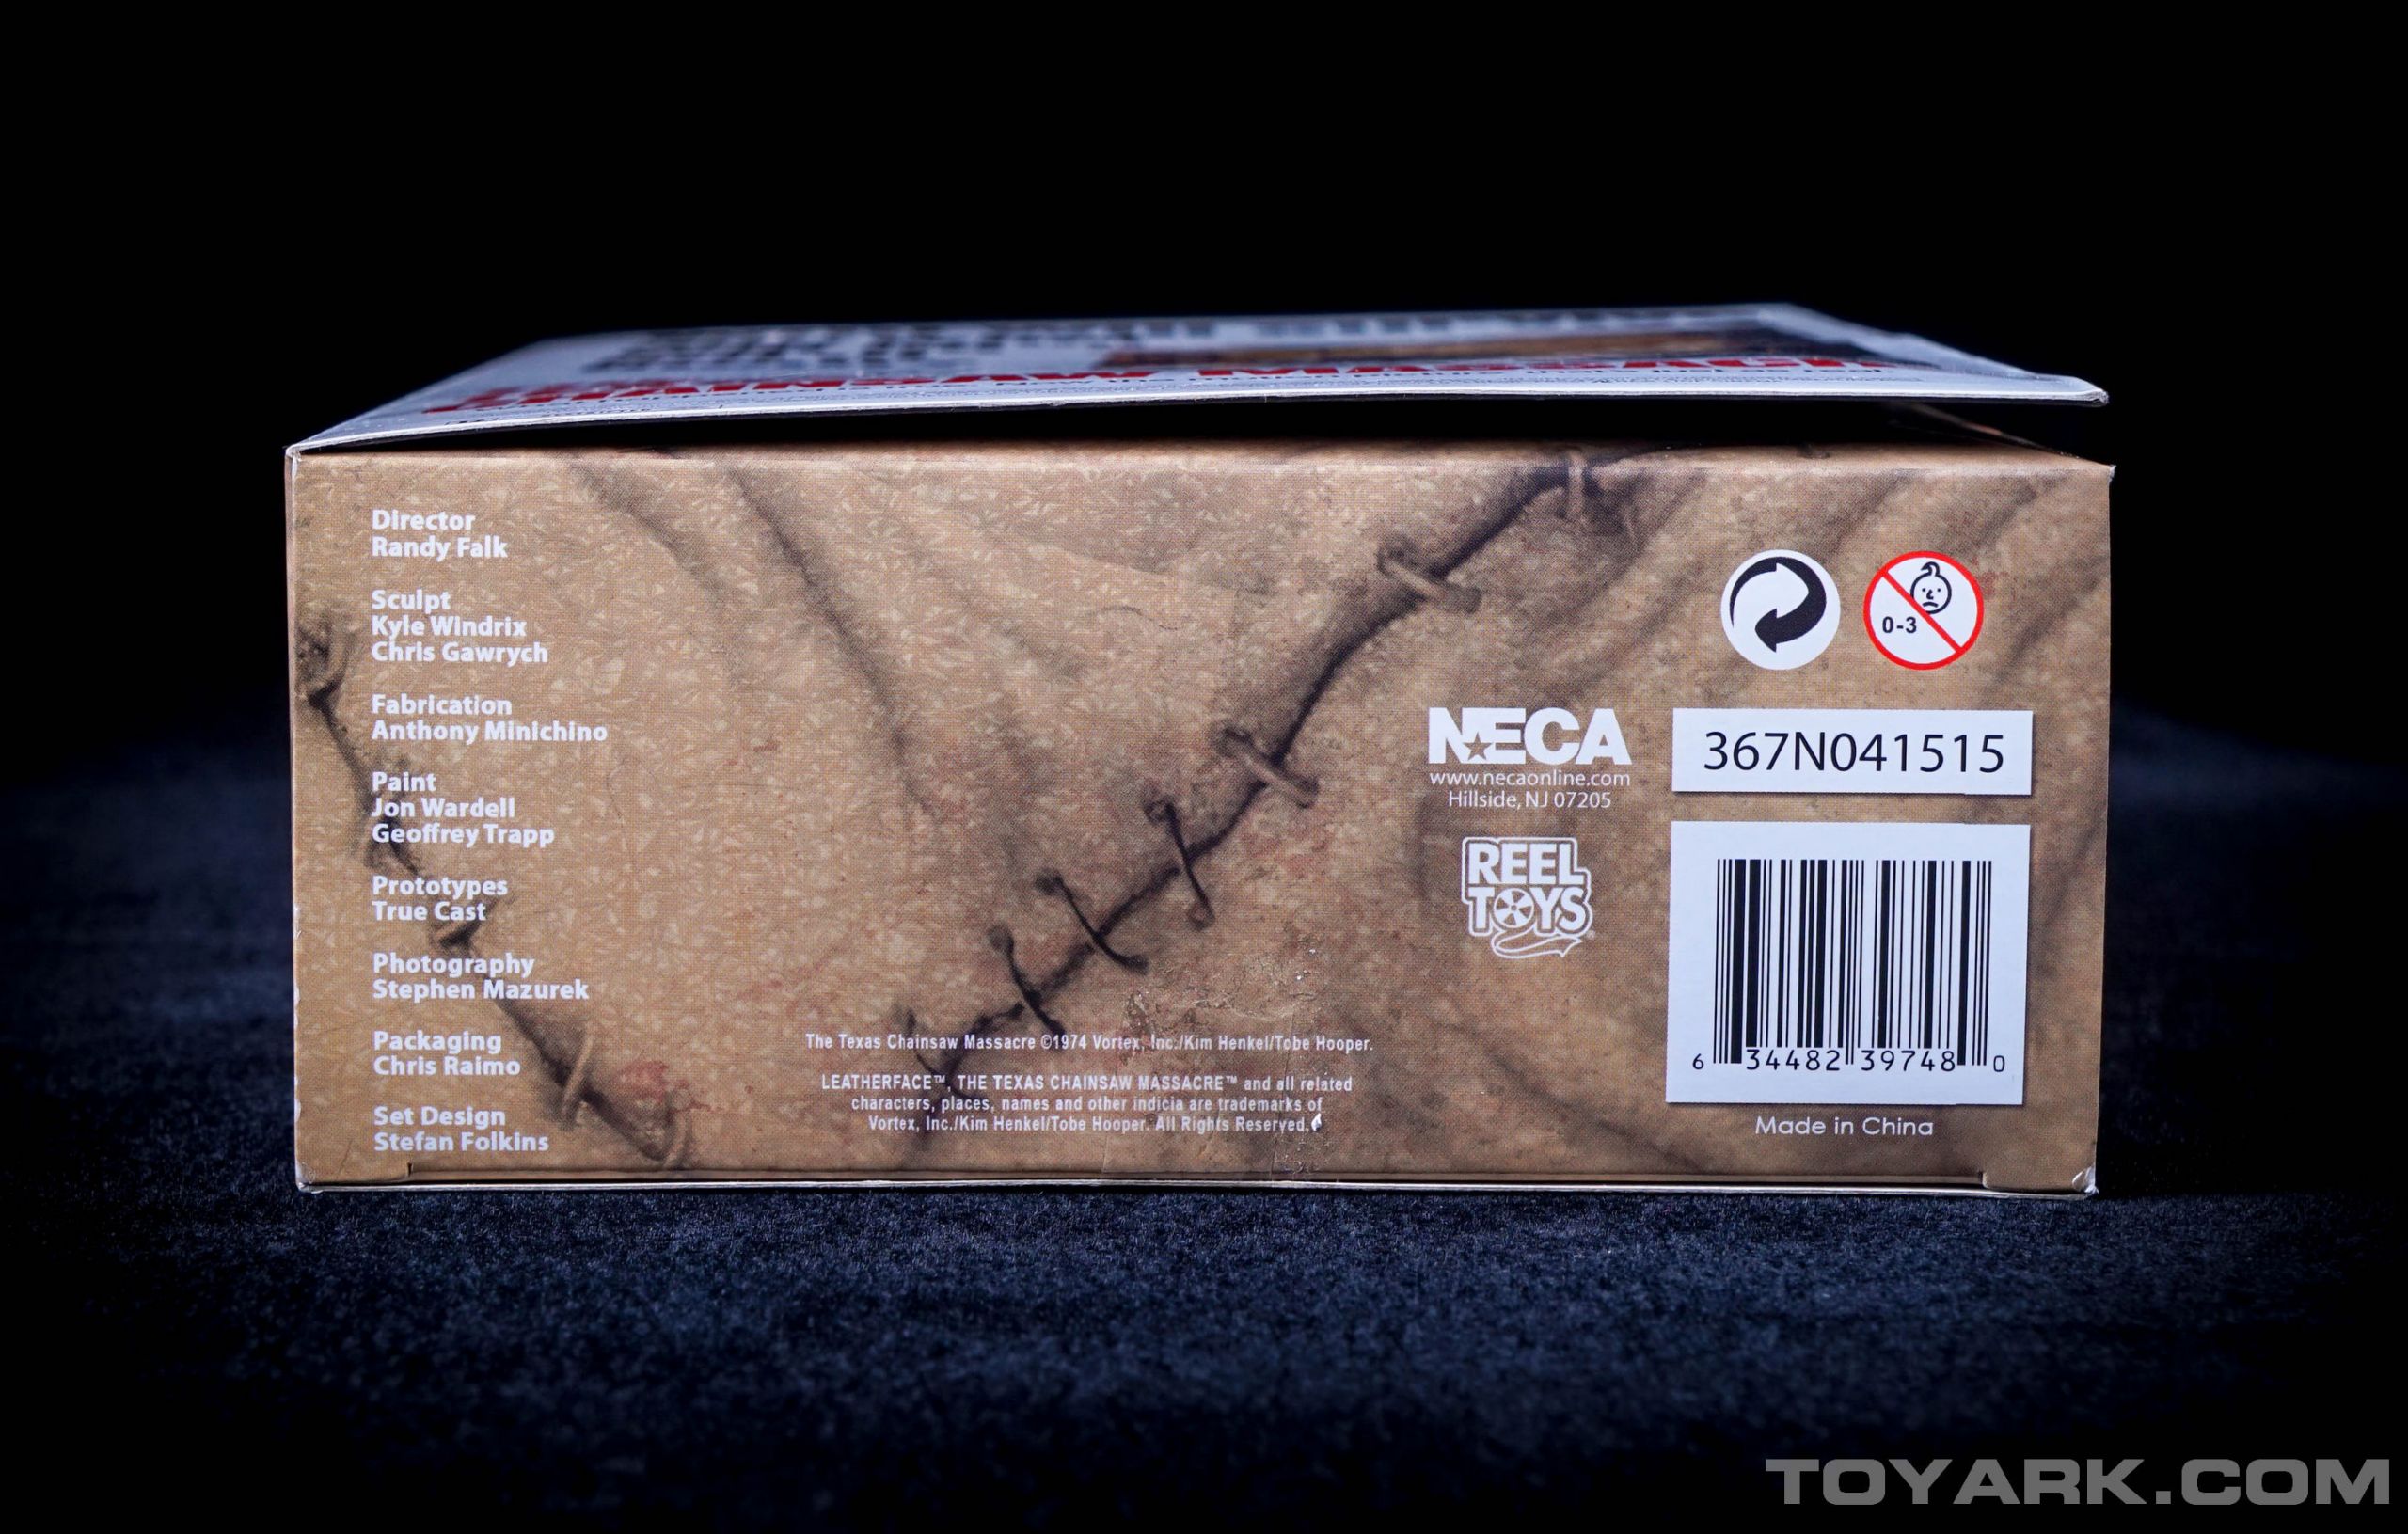 CHAINSAW MASSACRE
Director
Randy Falk
Sculpt
Kyle Windrix
Chris Gawrych
Fabrication
Anthony Minichino
Paint
Jon Wardell
Geoffrey Trapp
Prototypes
True Cast
Photography
Stephen Mazurek
Packaging
Chris Raimo
Set Design
Stefan Folkins
The Texas Chainsaw Massacre ©1974 Vortex, Inc./Kim Henkel/Tobe Hooper.
LEATHERFACE™, THE TEXAS CHAINSAW MASSACRE™ and all related
characters, places, names and other indicia are trademarks of
Vortex, Inc./Kim Henkel/Tobe Hooper. All Rights Reserved.
NECA
www.necaonline.com
Hillside, NJ 07205
REEL
TOYS
0-3
367N041515
6 34482 39748 0
Made in China
TOYARK.COM